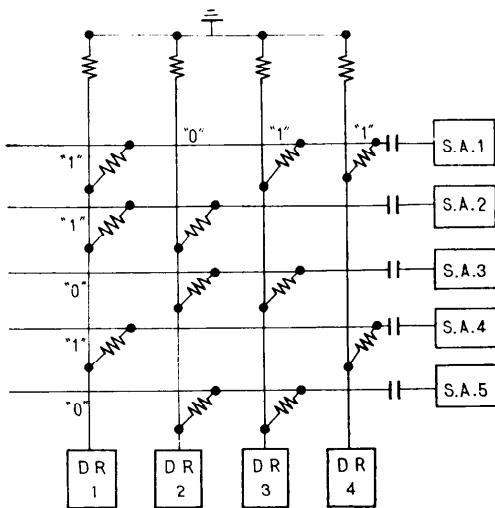 "0" "1" "1"
"1"
S.A.1
"1"
S.A.2
"0"
S.A.3
"1"
S.A.4
"0"
S.A.5
DR 1
DR 2
DR 3
DR 4